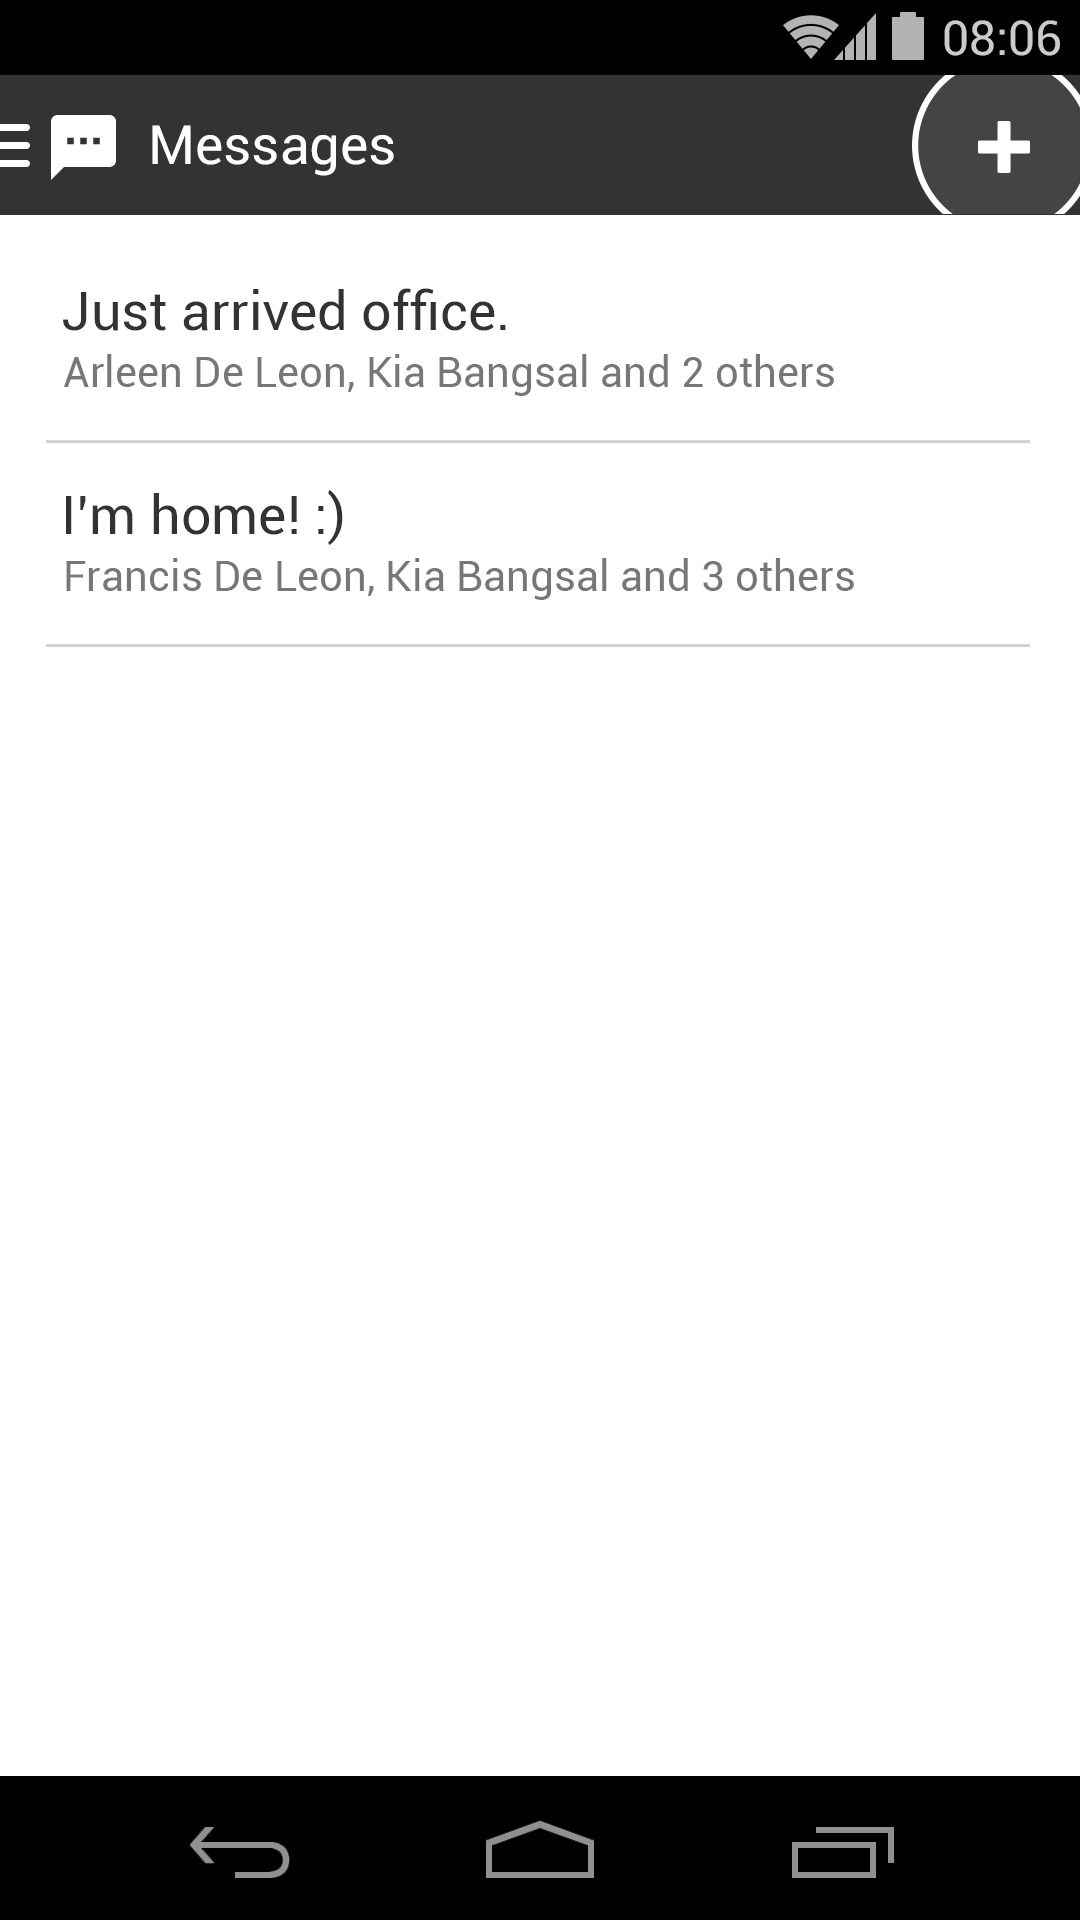 08:06
Messages
Just arrived office.
Arleen De Leon, Kia Bangsal and 2 others
I'm home! :)
Francis De Leon, Kia Bangsal and 3 others